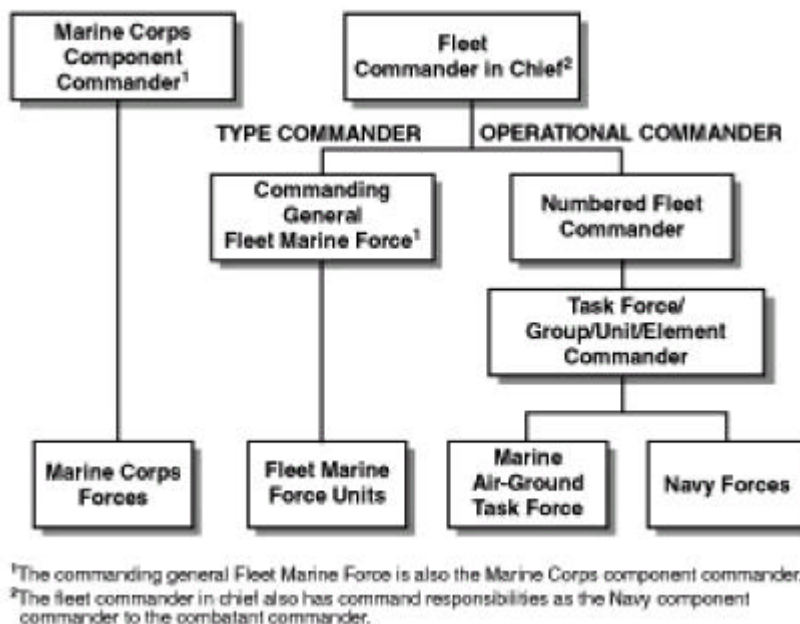 Marine Corps
Component
Commander¹
Fleet
Commander in Chief²
TYPE COMMANDER
OPERATIONAL COMMANDER
Commanding
General
Fleet Marine Force¹
Numbered Fleet
Commander
Task Force/
Group/Unit/Element
Commander
Marine Corps
Forces
Fleet Marine
Force Units
Marine
Air-Ground
Task Force
Navy Forces
¹The commanding general Fleet Marine Force is also the Marine Corps component commander.
²The fleet commander in chief also has command responsibilities as the Navy component
commander to the combatant commander.